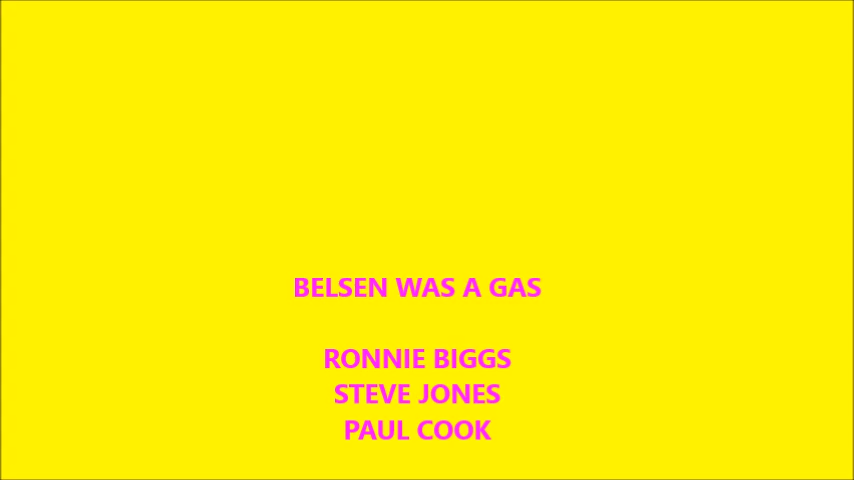 BELSEN WAS A GAS
RONNIE BIGGS
STEVE JONES
PAUL COOK